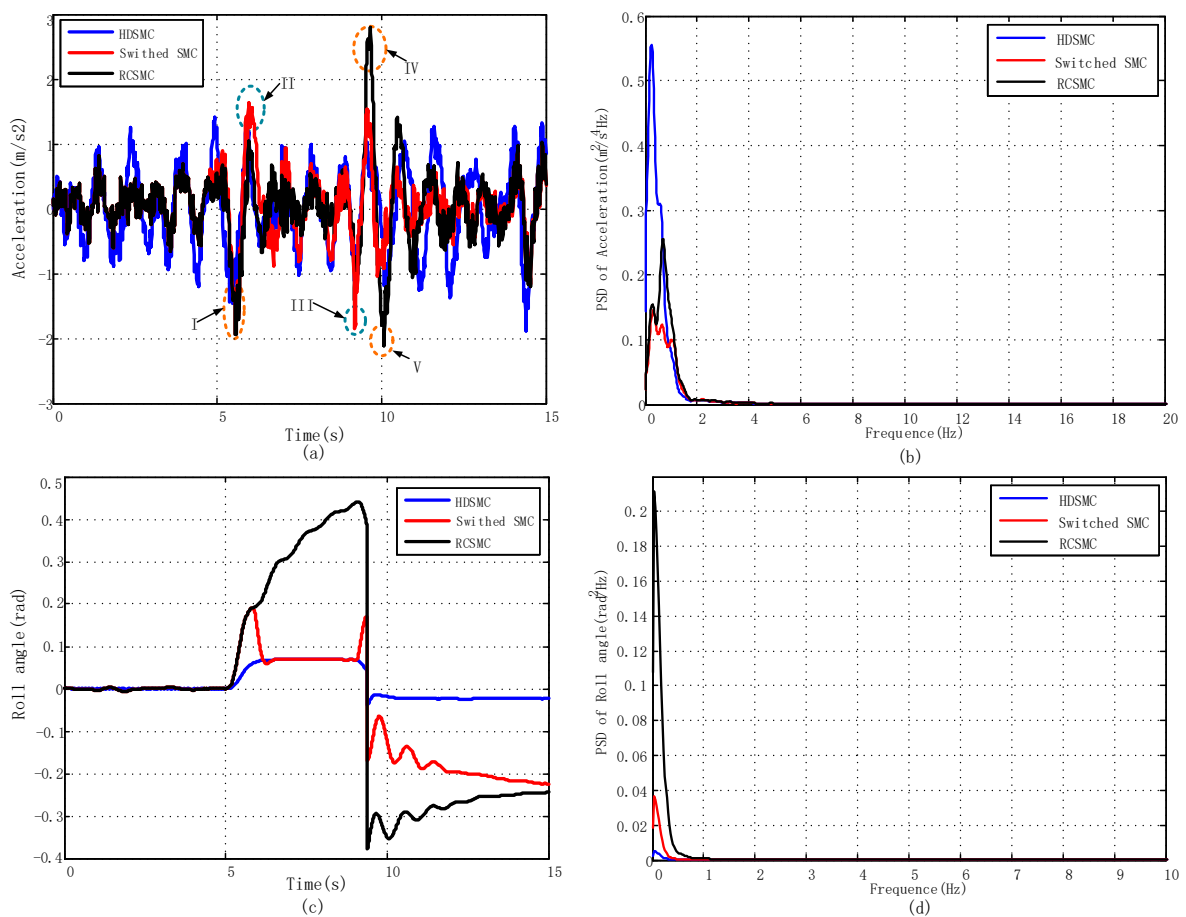 3
2
1
0
-1
-2
-3
Acceleration(m/s2)
HDSMC
Swithed SMC
RCSMC
I
II
III
IV
V
0
5
10
15
Time(s)
(a)
0.6
0.5
0.4
0.3
0.2
0.1
0
PSD of Acceleration(m²/s⁴Hz)
HDSMC
Switched SMC
RCSMC
0
2
4
6
8
10
12
14
16
18
20
Frequence(Hz)
(b)
0.5
0.4
0.3
0.2
0.1
0
-0.1
-0.2
-0.3
-0.4
Roll angle(rad)
HDSMC
Swithed SMC
RCSMC
0
5
10
15
Time(s)
(c)
0.2
0.18
0.16
0.14
0.12
0.1
0.08
0.06
0.04
0.02
0
PSD of Roll angle(rad²/Hz)
HDSMC
Switched SMC
RCSMC
0
1
2
3
4
5
6
7
8
9
10
Frequence(Hz)
(d)